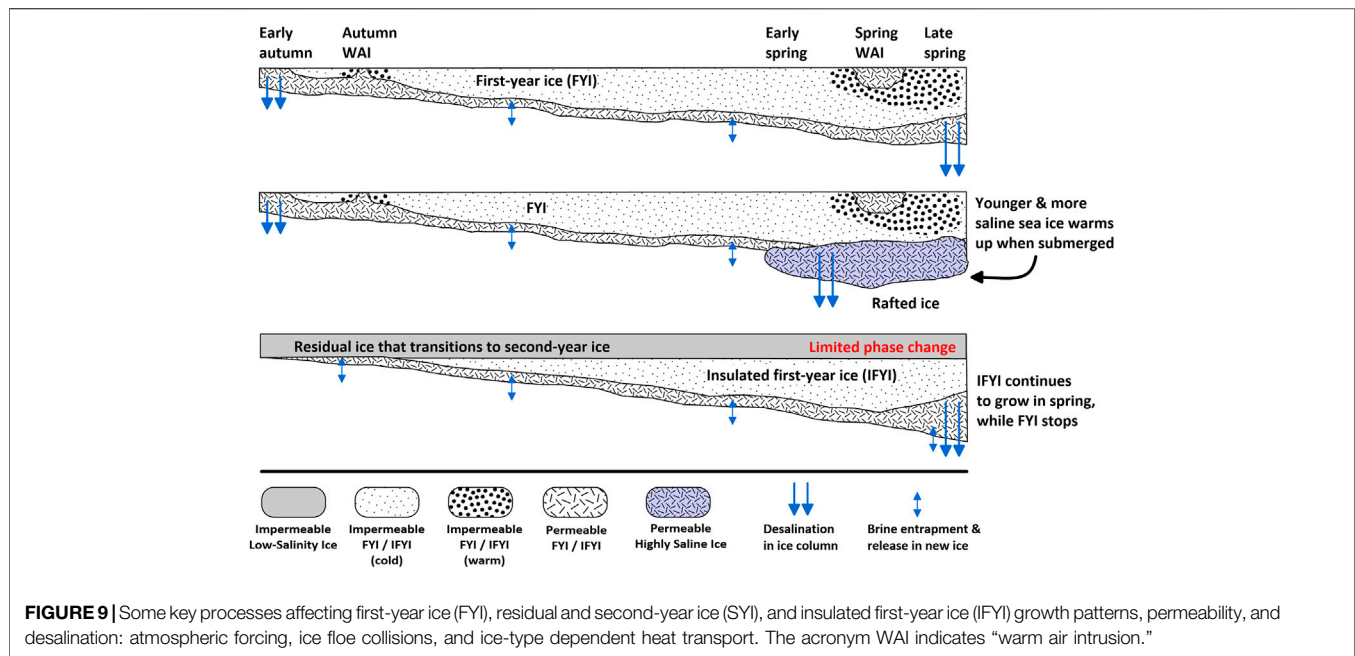 Early autumn
Autumn WAI
Early spring
Spring WAI
Late spring
First-year ice (FYI)
FYI
Younger & more
saline sea ice warms
up when submerged
Rafted ice
Residual ice that transitions to second-year ice
Limited phase change
Insulated first-year ice (IFYI)
IFYI continues
to grow in spring,
while FYI stops
Impermeable
Low-Salinity Ice
Impermeable
FYI / IFYI
(cold)
Impermeable
FYI / IFYI
(warm)
Permeable
FYI / IFYI
Permeable
Highly Saline Ice
Desalination
in ice column
Brine entrapment &
release in new ice
FIGURE 9 | Some key processes affecting first-year ice (FYI), residual and second-year ice (SYI), and insulated first-year ice (IFYI) growth patterns, permeability, and
desalination: atmospheric forcing, ice floe collisions, and ice-type dependent heat transport. The acronym WAI indicates “warm air intrusion.”